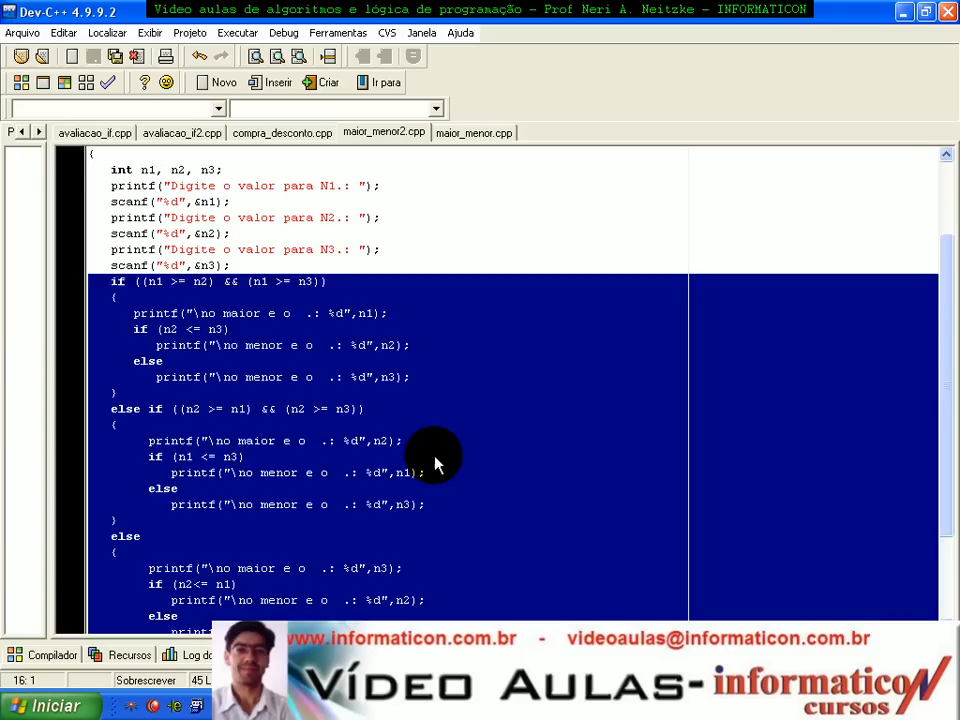 Dev-C++ 4.9.9.2
Vídeo aulas de algoritmos e lógica de programação – Prof Neri A. Neitzke – INFORMATICON
Arquivo Editar Localizar Exibir Projeto Executar Debug Ferramentas CVS Janela Ajuda
Novo Inserir Criar Ir para
P avaliacao_if.cpp avaliacao_if2.cpp compra_desconto.cpp maior_menor2.cpp maior_menor.cpp
{
int n1, n2, n3;
printf("Digite o valor para N1.: ");
scanf("%d",&n1);
printf("Digite o valor para N2.: ");
scanf("%d",&n2);
printf("Digite o valor para N3.: ");
scanf("%d",&n3);
if ((n1 >= n2) && (n1 >= n3))
{
printf("\no maior e o  .: %d",n1);
if (n2 <= n3)
printf("\no menor e o  .: %d",n2);
else
printf("\no menor e o  .: %d",n3);
}
else if ((n2 >= n1) && (n2 >= n3))
{
printf("\no maior e o  .: %d",n2);
if (n1 <= n3)
printf("\no menor e o  .: %d",n1);
else
printf("\no menor e o  .: %d",n3);
}
else
{
printf("\no maior e o  .: %d",n3);
if (n2<= n1)
printf("\no menor e o  .: %d",n2);
else
www.informaticon.com.br - videoaulas@informaticon.com.br
Compilador Recursos Log do
Vídeo Aulas- informaticon
cursos
16: 1 Sobrescrever 45 L
Iniciar